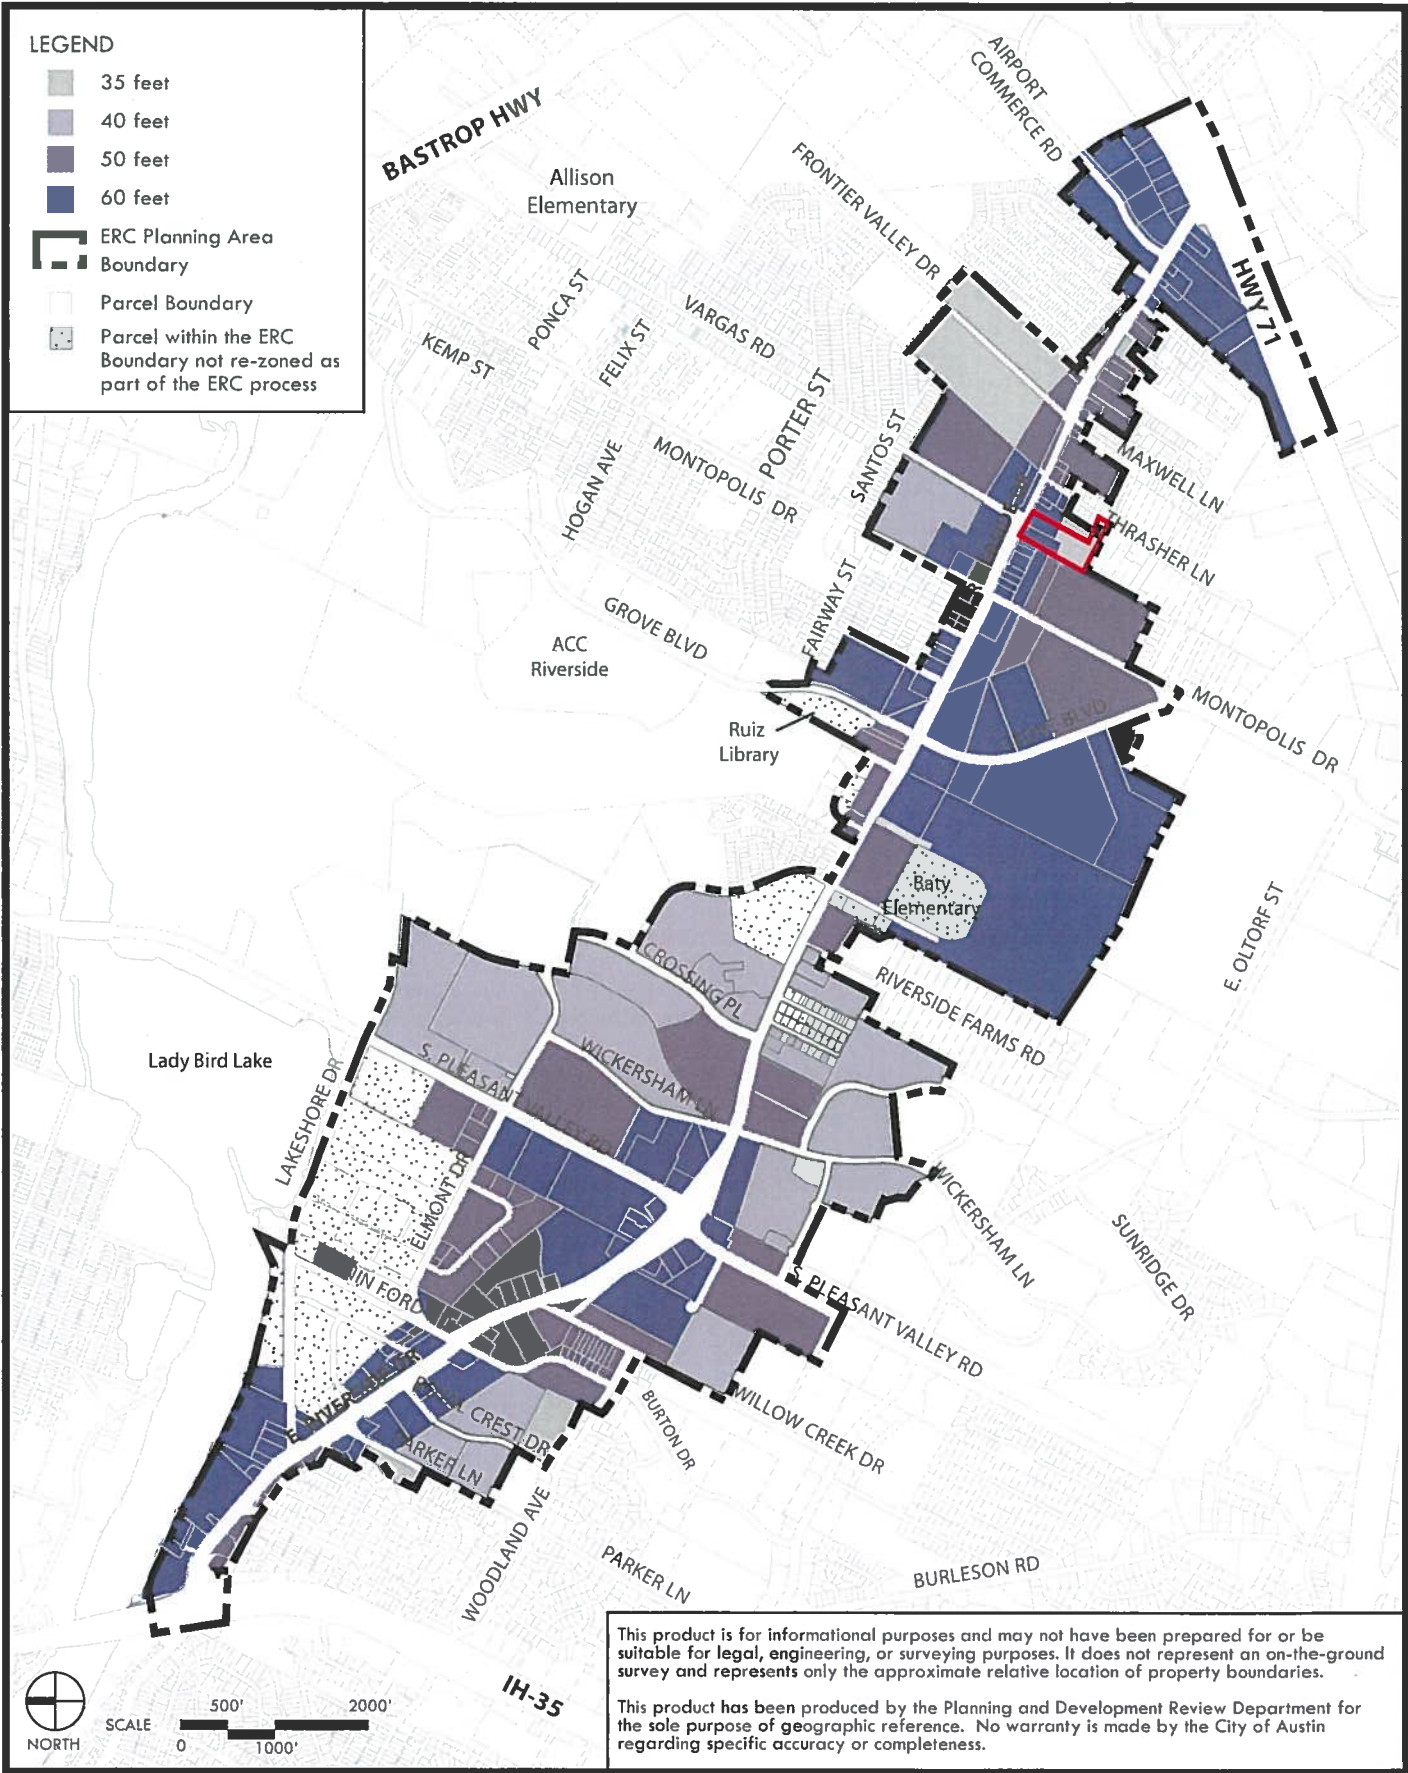 LEGEND
35 feet
40 feet
50 feet
60 feet
ERC Planning Area
Boundary
Parcel Boundary
Parcel within the ERC
Boundary not re-zoned as
part of the ERC process
AIRPORT
COMMERCE RD
BASTROP HWY
Allison
Elementary
FRONTIER VALLEY DR
HWY 71
PONCA ST
FELIX ST
VARGAS RD
KEMP ST
PORTER ST
SANTOS ST
MAXWELL LN
HOGAN AVE
MONTOPOLIS DR
THRASHER LN
FAIRWAY ST
GROVE BLVD
ACC
Riverside
MONTOPOLIS DR
GROVE BLVD
Ruiz
Library
Baty
Elementary
E. OLTORF ST
CROSSING PL
RIVERSIDE FARMS RD
Lady Bird Lake
LAKESHORE DR
S. PLEASANT VALLEY RD
WICKERSHAM LN
ELMONT DR
WICKERSHAM LN
SUNRIDGE DR
S. PLEASANT VALLEY RD
IN FORD
E. RIVERSIDE DR
ROYAL CREST DR
PARKER LN
BURTON DR
WILLOW CREEK DR
WOODLAND AVE
PARKER LN
BURLESON RD
IH-35
NORTH
SCALE
500'
2000'
0
1000'
This product is for informational purposes and may not have been prepared for or be
suitable for legal, engineering, or surveying purposes. It does not represent an on-the-ground
survey and represents only the approximate relative location of property boundaries.
This product has been produced by the Planning and Development Review Department for
the sole purpose of geographic reference. No warranty is made by the City of Austin
regarding specific accuracy or completeness.